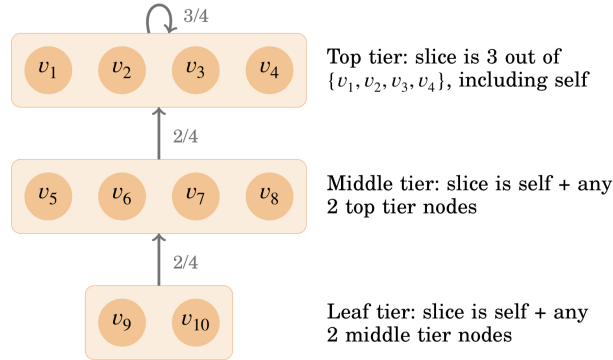 3/4
v₁ v₂ v₃ v₄
Top tier: slice is 3 out of
{v₁, v₂, v₃, v₄}, including self
2/4
v₅ v₆ v₇ v₈
Middle tier: slice is self + any
2 top tier nodes
2/4
v₉ v₁₀
Leaf tier: slice is self + any
2 middle tier nodes